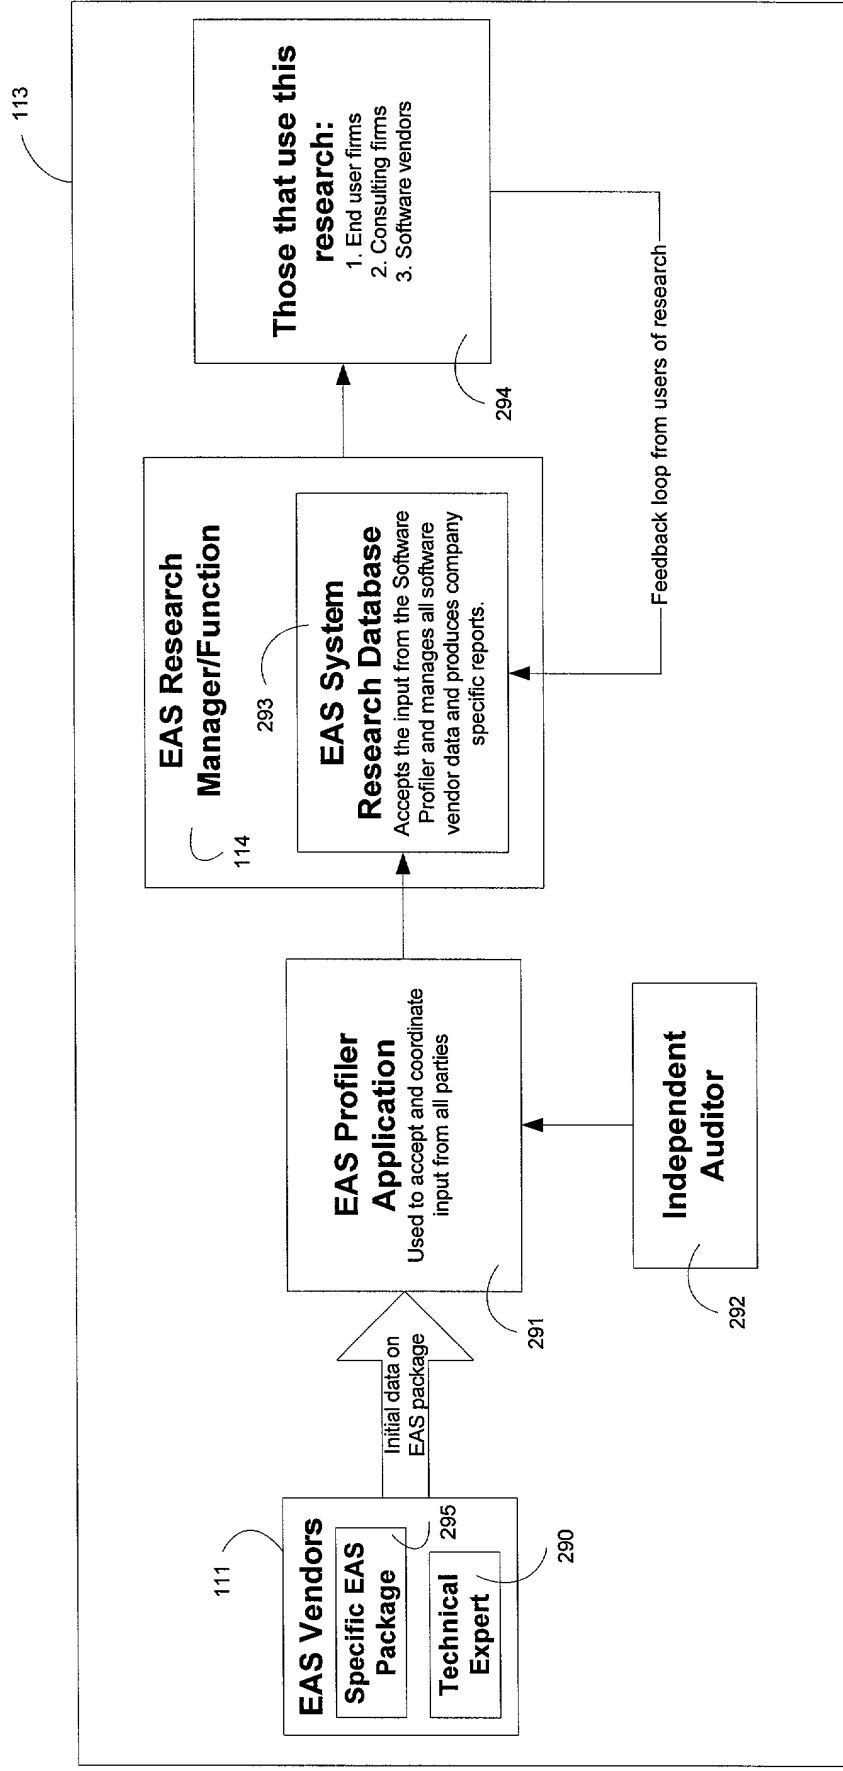 113
111
EAS Vendors
Specific EAS
Package
295
Technical
Expert
290
Initial data on
EAS package
EAS Profiler
Application
Used to accept and coordinate
input from all parties
291
Independent
Auditor
292
EAS Research
Manager/Function
114
293
EAS System
Research Database
Accepts the input from the Software
Profiler and manages all software
vendor data and produces company
specific reports.
Those that use this
research:
1. End user firms
2. Consulting firms
3. Software vendors
294
Feedback loop from users of research